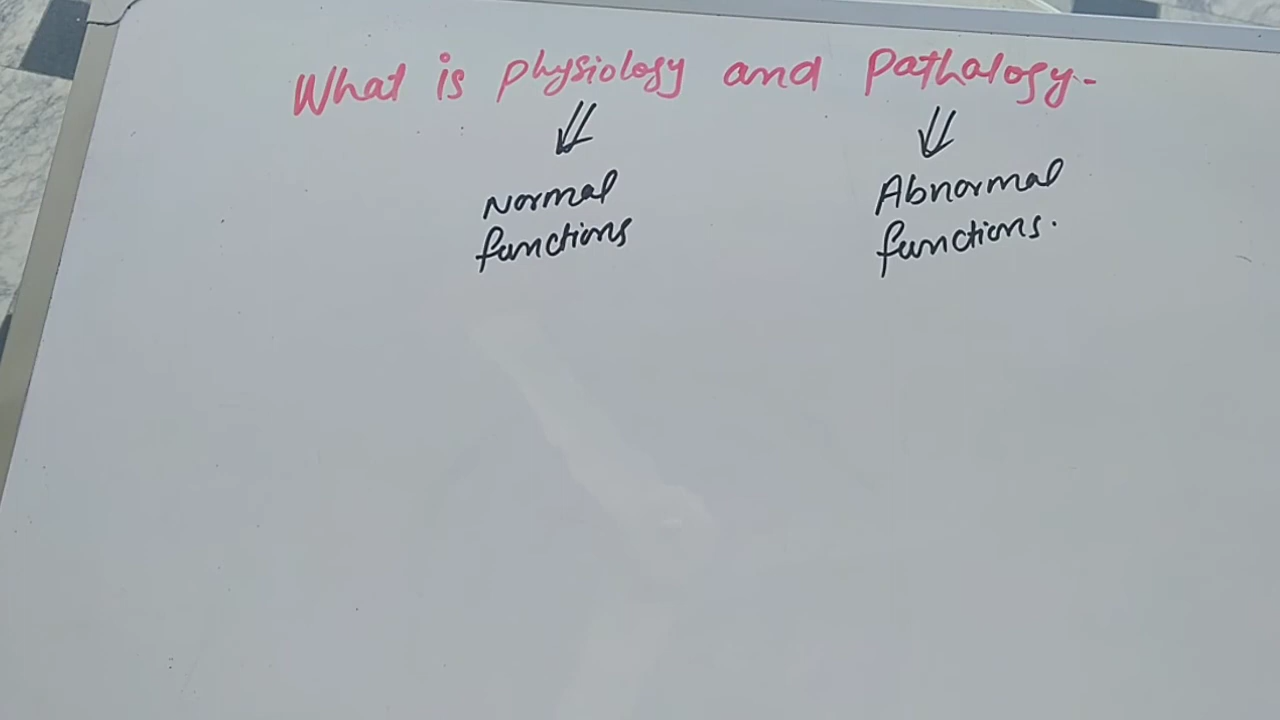 What is physiology and Pathalogy-
Normal
functions
Abnormal
functions.